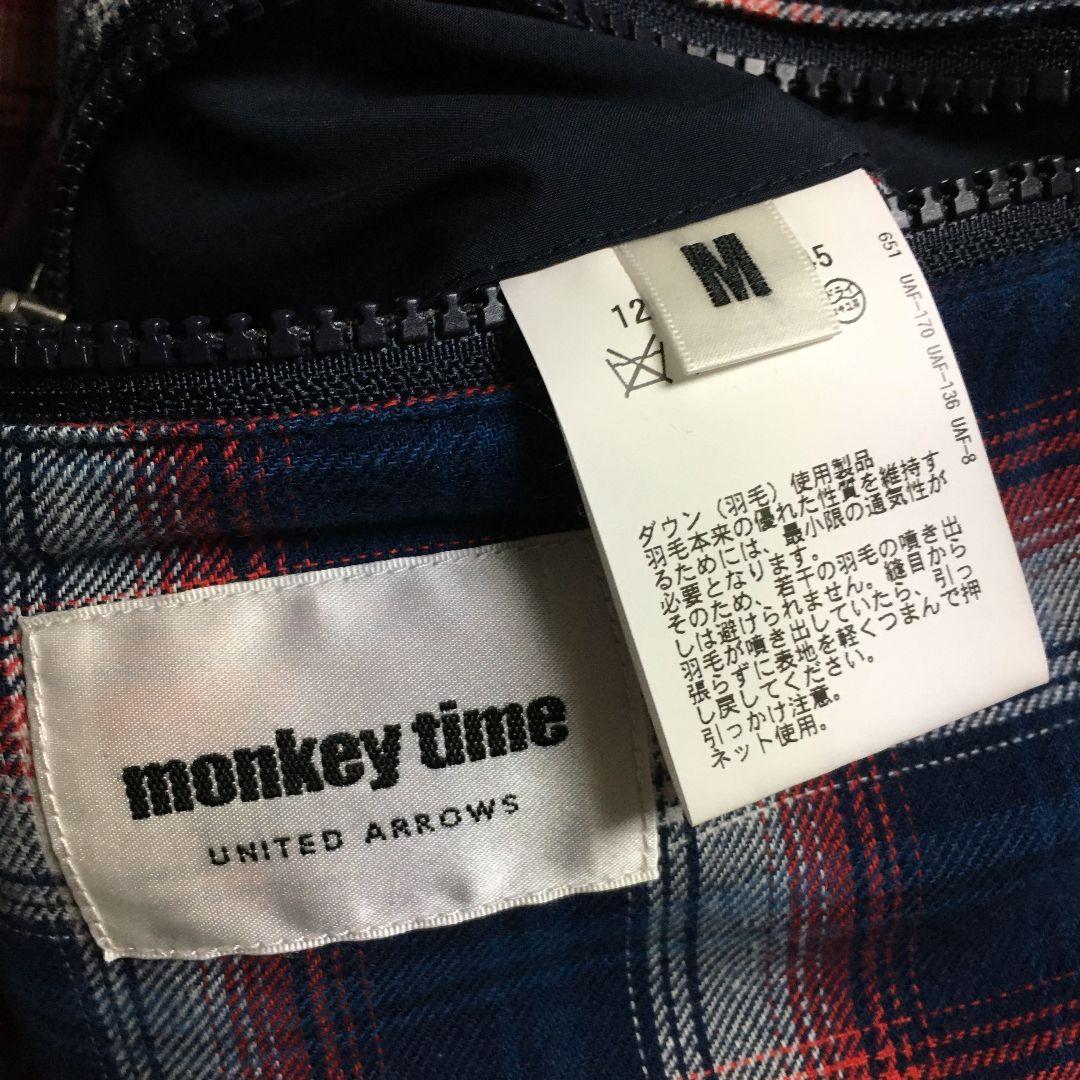 M
12
5
ドライ
651 UAF-170 UAF-136 UAF-8
ダウン(羽毛)使用製品
羽毛本来の優れた性質を維持す
るためには、最小限の通気性が
必要となります。
そのため、若干の羽毛の噴き出
しは避けられません。縫目から
羽毛が噴き出していたら、引っ
張らずに表地を軽くつまんで押
し戻してください。
引っかけ注意。
ネット使用。
monkey time
UNITED ARROWS